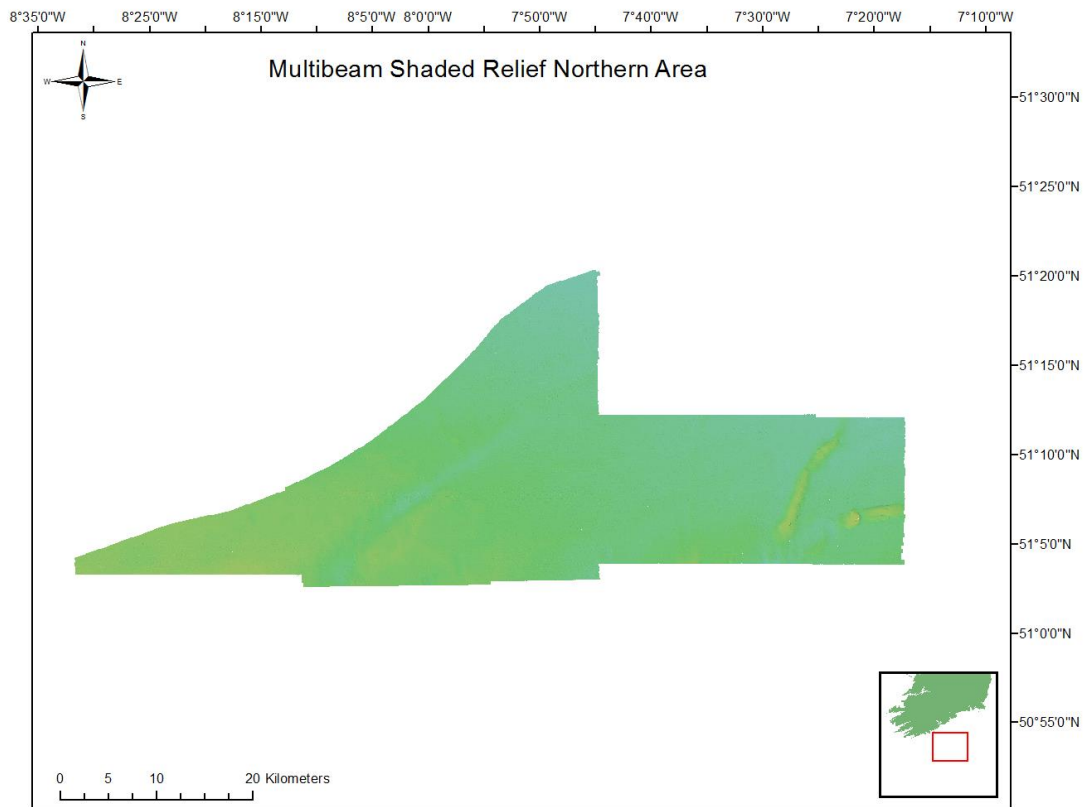 8°35'0"W 8°25'0"W 8°15'0"W 8°5'0"W 8°0'0"W 7°50'0"W 7°40'0"W 7°30'0"W 7°20'0"W 7°10'0"W
N
W E
S
Multibeam Shaded Relief Northern Area
51°30'0"N
51°25'0"N
51°20'0"N
51°15'0"N
51°10'0"N
51°5'0"N
51°0'0"N
50°55'0"N
0 5 10 20 Kilometers